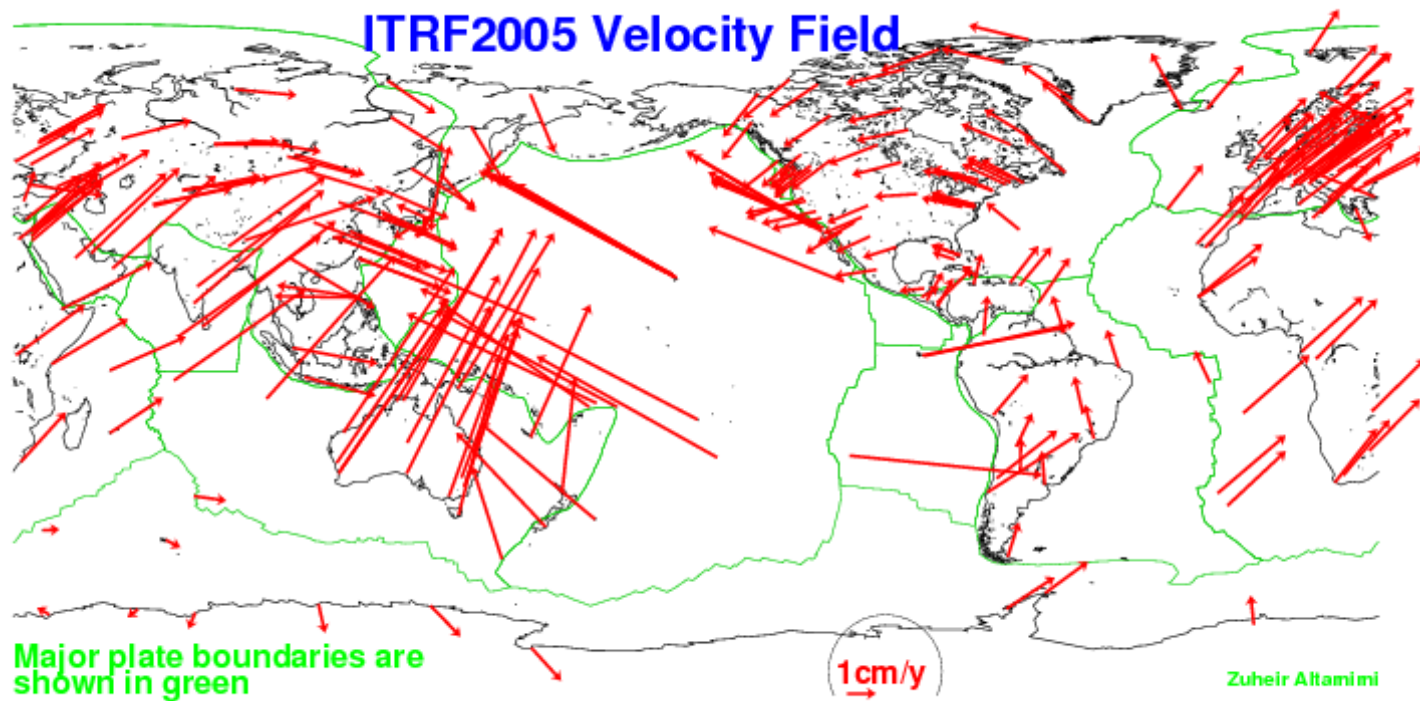 ITRF2005 Velocity Field
Major plate boundaries are
shown in green
1cm/y
Zuheir Altamimi